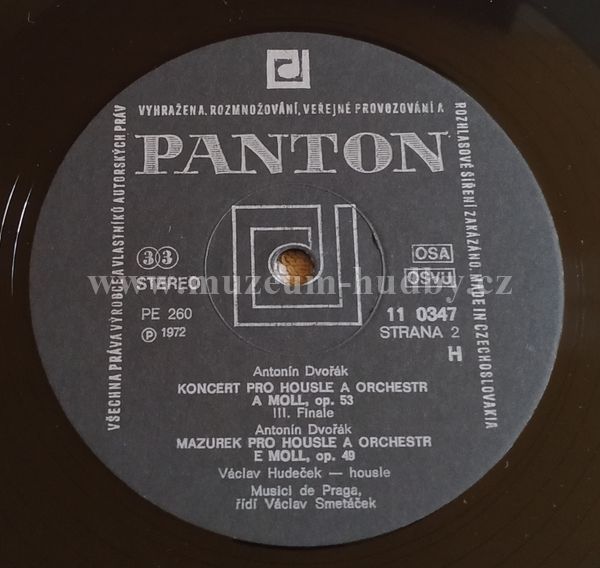 VŠECHNA PRÁVA VÝROBCE A VLASTNÍKŮ AUTORSKÝCH PRÁV
VYHRAŽENA. ROZMNOŽOVÁNÍ, VEŘEJNÉ PROVOZOVÁNÍ A
ROZHLASOVÉ ŠÍŘENÍ ZAKÁZÁNO. MADE IN CZECHOSLOVAKIA
PANTON
33
STEREO
OSA
OSVU
www.muzeum-hudby.cz
PE 260
Ⓟ 1972
11 0347
STRANA 2
H
Antonín Dvořák
KONCERT PRO HOUSLE A ORCHESTR
A MOLL, op. 53
III. Finale
Antonín Dvořák
MAZUREK PRO HOUSLE A ORCHESTR
E MOLL, op. 49
Václav Hudeček — housle
Musici de Praga,
řídí Václav Smetáček